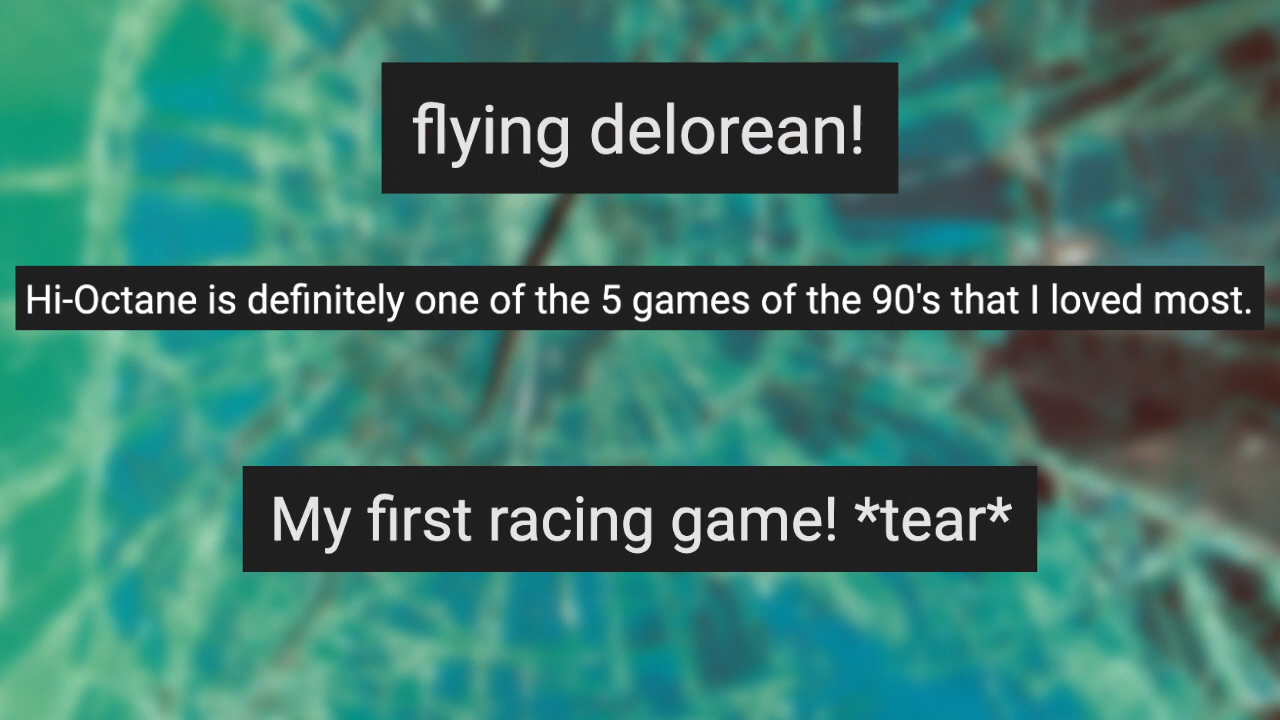 flying delorean!
Hi-Octane is definitely one of the 5 games of the 90's that I loved most.
My first racing game! *tear*